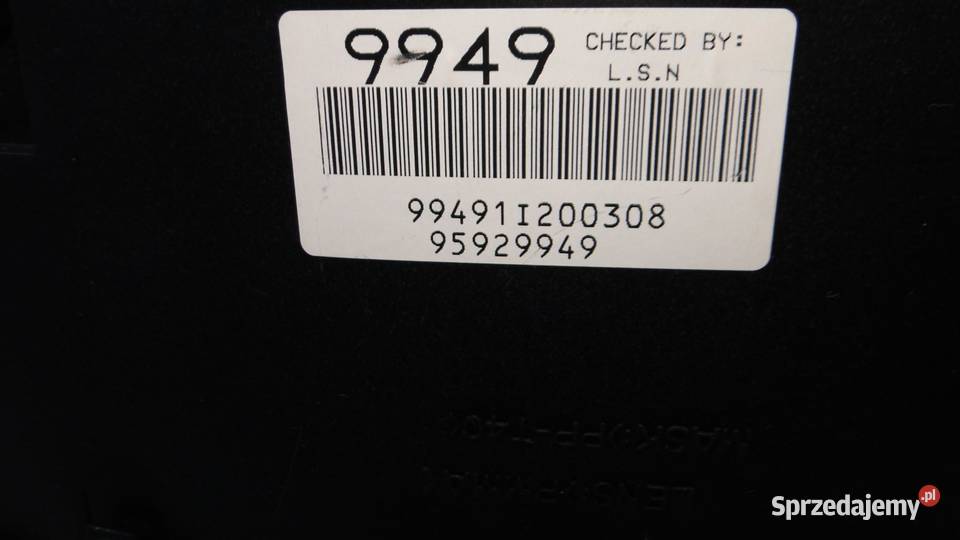 9949
CHECKED BY:
L.S.N
99491I200308
95929949
Sprzedajemy.pl